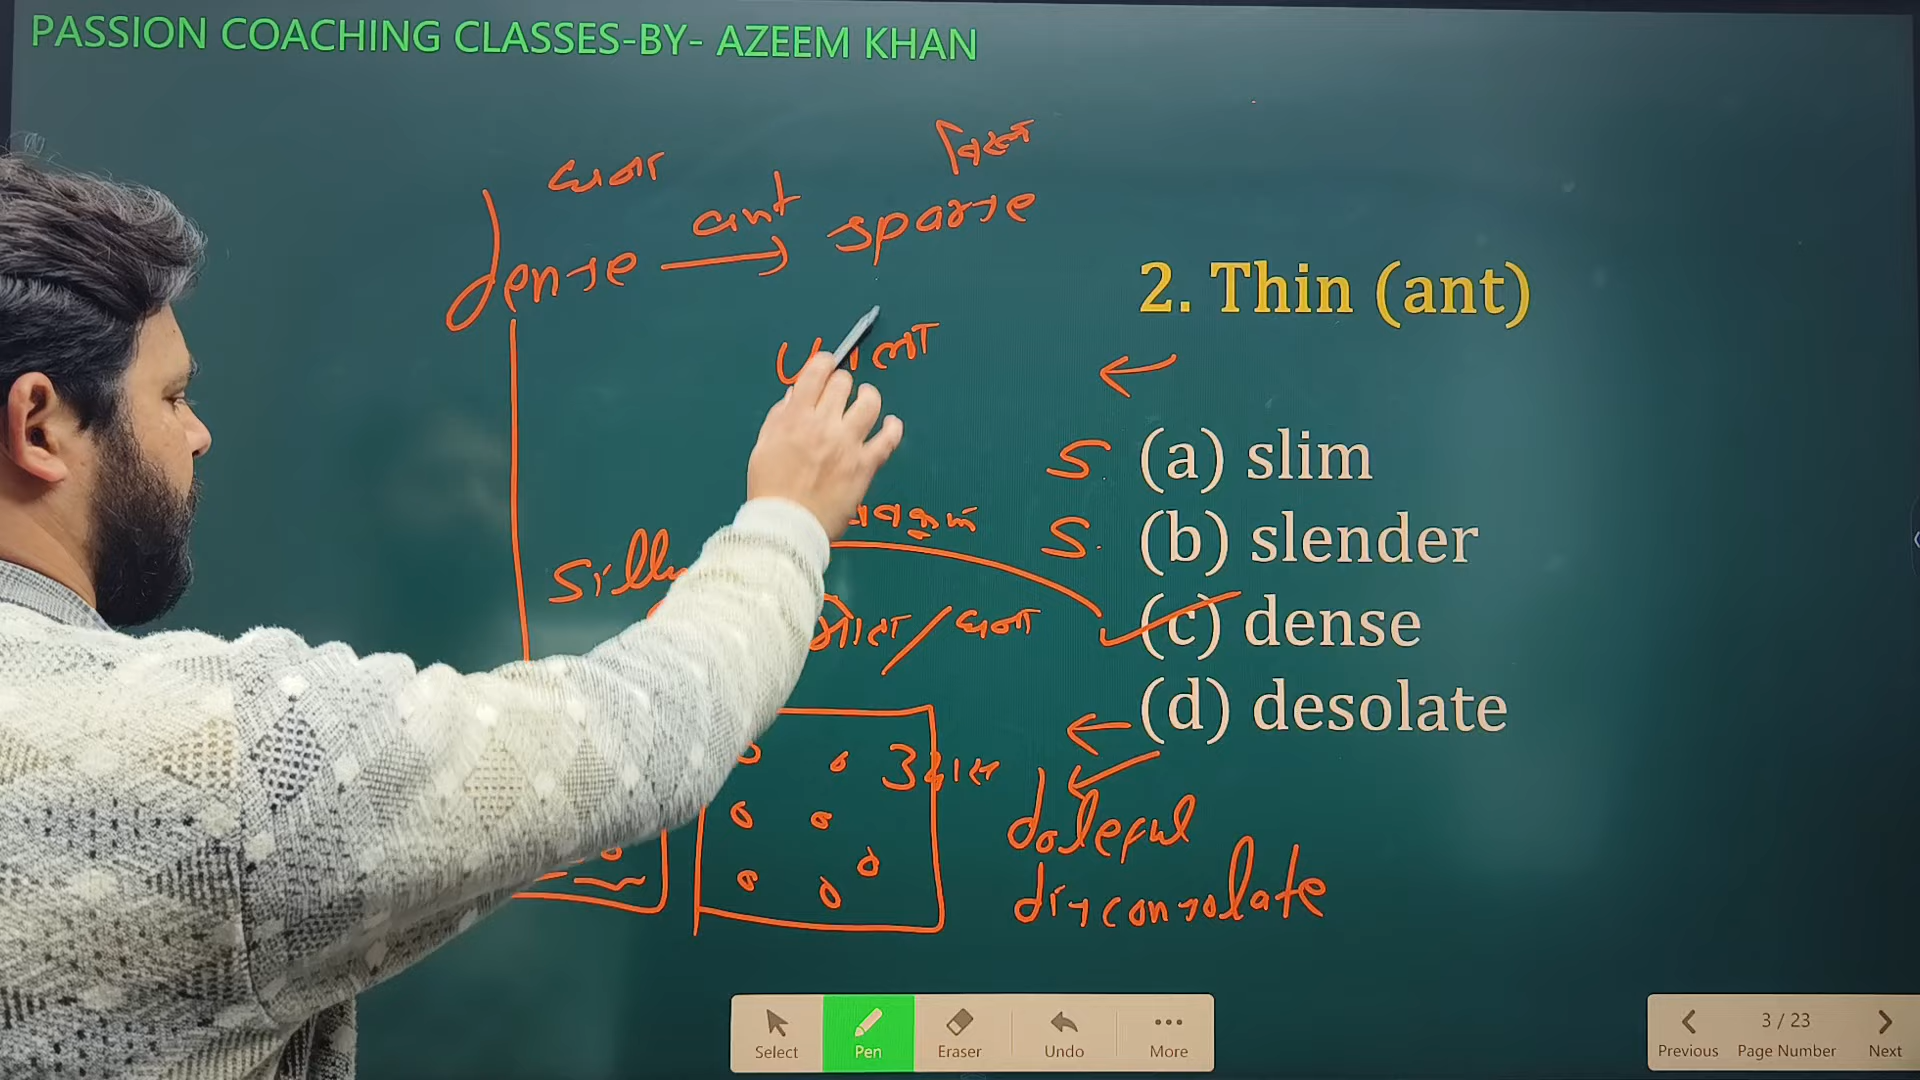 PASSION COACHING CLASSES-BY- AZEEM KHAN
घना
ant
dense → sparse
2. Thin (ant)
S (a) slim
S. (b) slender
(c) dense
(d) desolate
/ घना
doleful
disconsolate
Select
Pen
Eraser
Undo
More
3 / 23
Previous
Page Number
Next